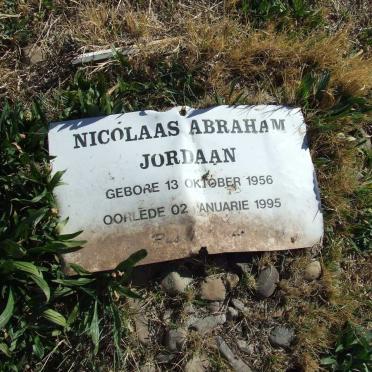 NICOLAAS ABRAHAM
JORDAAN
GEBORE 13 OKTOBER 1956
OORLEDE 02 JANUARIE 1995